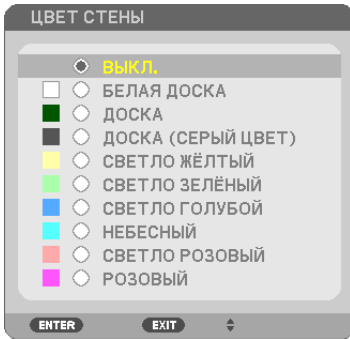 ЦВЕТ СТЕНЫ
ВЫКЛ.
БЕЛАЯ ДОСКА
ДОСКА
ДОСКА (СЕРЫЙ ЦВЕТ)
СВЕТЛО ЖЁЛТЫЙ
СВЕТЛО ЗЕЛЁНЫЙ
СВЕТЛО ГОЛУБОЙ
НЕБЕСНЫЙ
СВЕТЛО РОЗОВЫЙ
РОЗОВЫЙ
ENTER EXIT